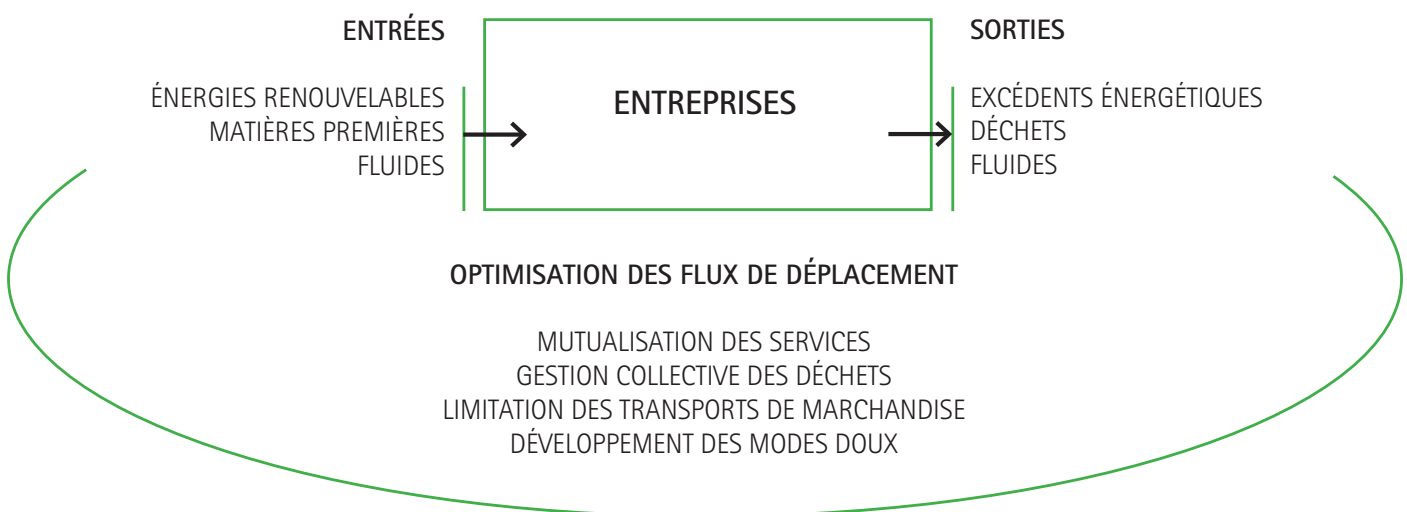 ENTRÉES
ÉNERGIES RENOUVELABLES
MATIÈRES PREMIÈRES
FLUIDES
ENTREPRISES
SORTIES
EXCÉDENTS ÉNERGÉTIQUES
DÉCHETS
FLUIDES
OPTIMISATION DES FLUX DE DÉPLACEMENT
MUTUALISATION DES SERVICES
GESTION COLLECTIVE DES DÉCHETS
LIMITATION DES TRANSPORTS DE MARCHANDISE
DÉVELOPPEMENT DES MODES DOUX